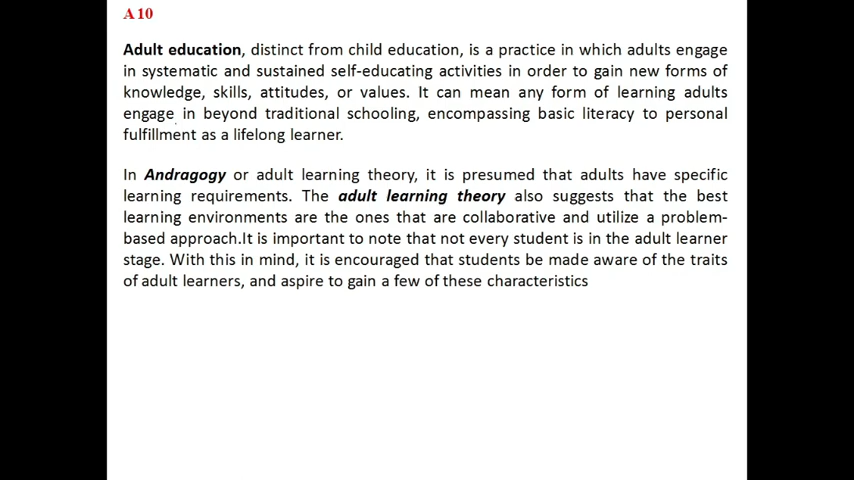 A 10
Adult education, distinct from child education, is a practice in which adults engage
in systematic and sustained self-educating activities in order to gain new forms of
knowledge, skills, attitudes, or values. It can mean any form of learning adults
engage in beyond traditional schooling, encompassing basic literacy to personal
fulfillment as a lifelong learner.
In Andragogy or adult learning theory, it is presumed that adults have specific
learning requirements. The adult learning theory also suggests that the best
learning environments are the ones that are collaborative and utilize a problem-
based approach.It is important to note that not every student is in the adult learner
stage. With this in mind, it is encouraged that students be made aware of the traits
of adult learners, and aspire to gain a few of these characteristics